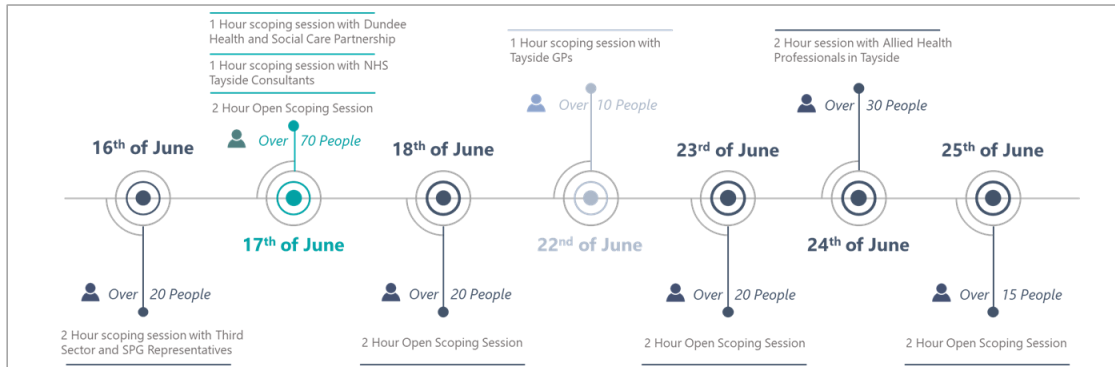 1 Hour scoping session with Dundee
Health and Social Care Partnership
1 Hour scoping session with NHS
Tayside Consultants
2 Hour Open Scoping Session
Over 70 People
1 Hour scoping session with
Tayside GPs
Over 10 People
2 Hour session with Allied Health
Professionals in Tayside
Over 30 People
16th of June
18th of June
23rd of June
25th of June
17th of June
22nd of June
24th of June
Over 20 People
2 Hour scoping session with Third
Sector and SPG Representatives
Over 20 People
2 Hour Open Scoping Session
Over 20 People
2 Hour Open Scoping Session
Over 15 People
2 Hour Open Scoping Session